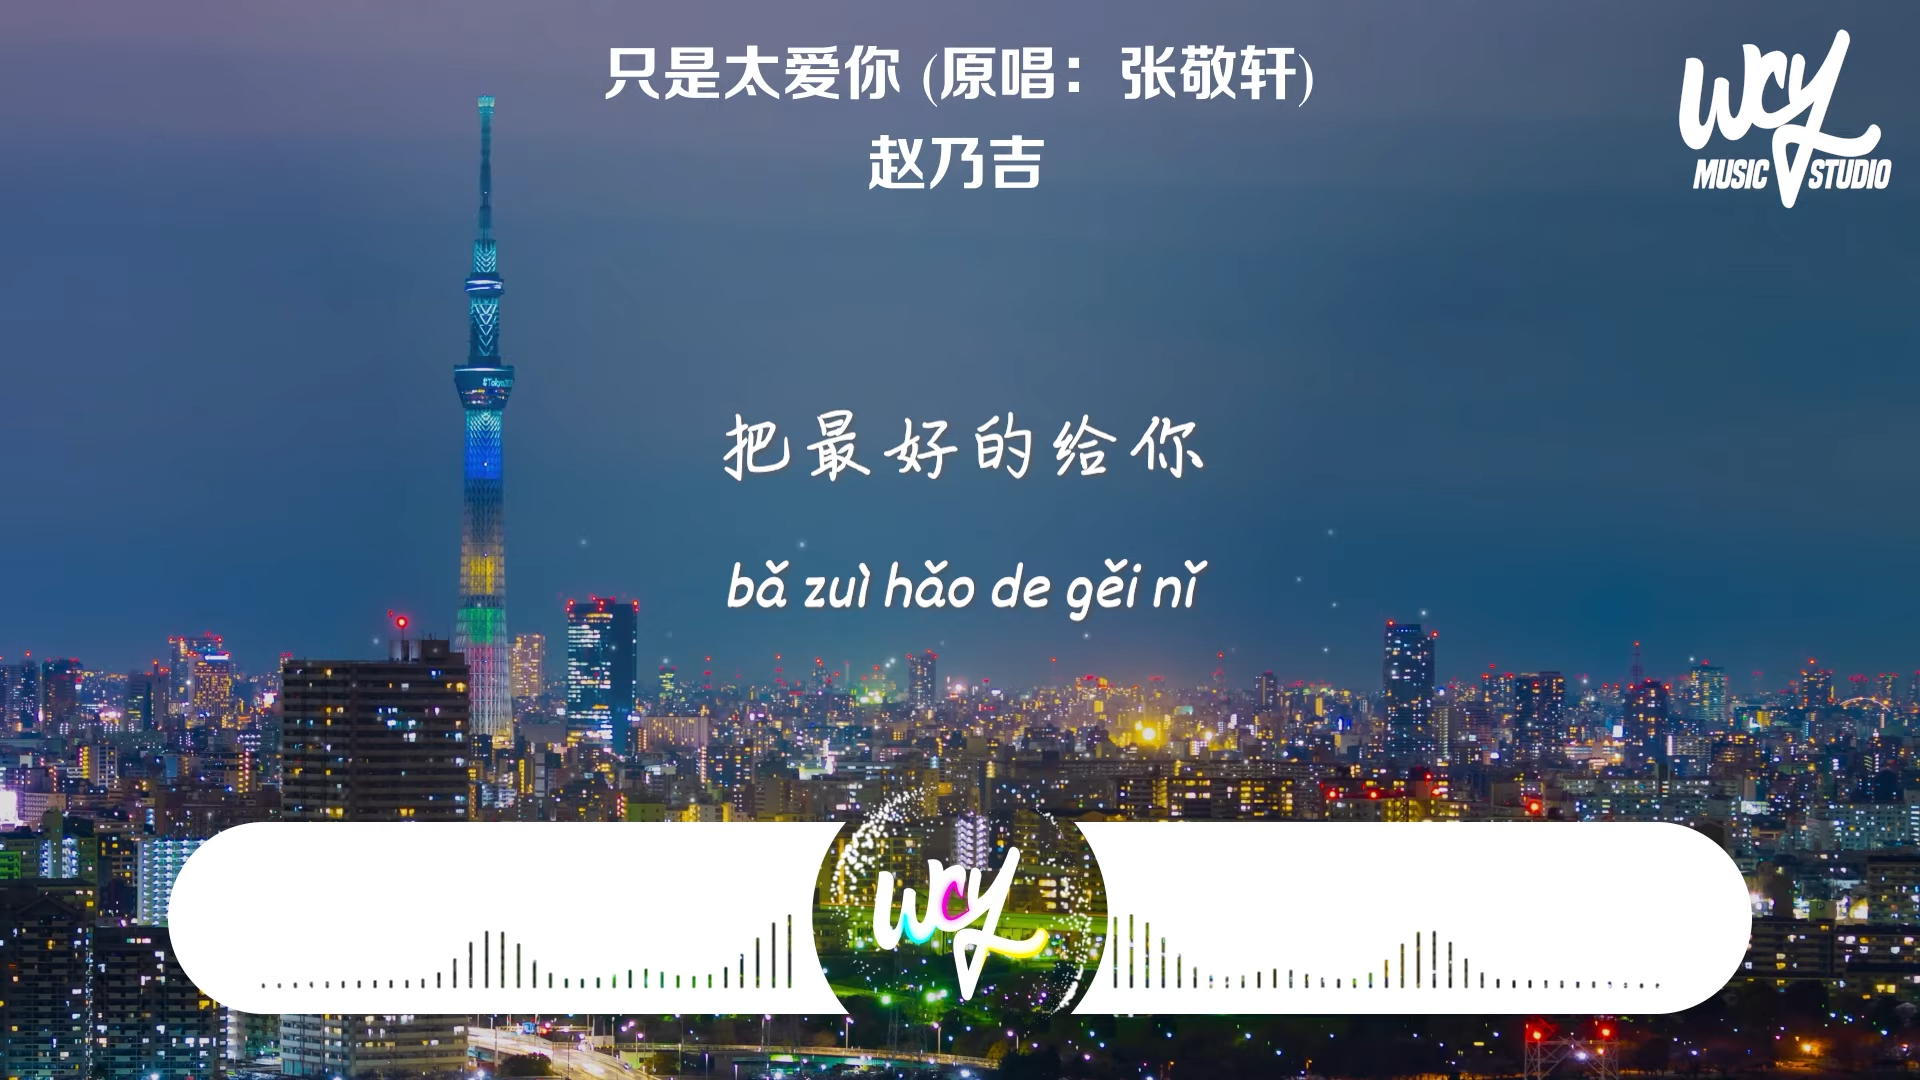 只是太爱你 (原唱：张敬轩)
赵乃吉
WCY
MUSIC STUDIO
把最好的给你
bǎ zuì hǎo de gěi nǐ
WCY